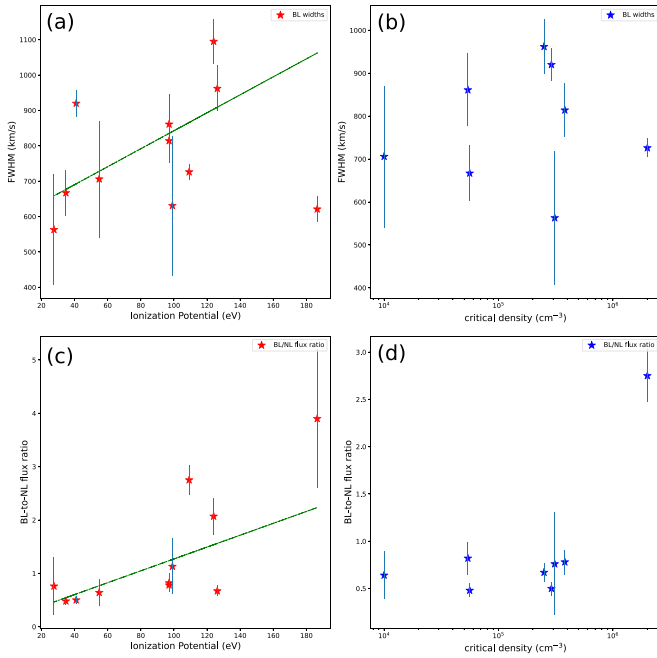 (a)
BL widths
1100
1000
900
800
700
600
500
400
FWHM (km/s)
20 40 60 80 100 120 140 160 180
Ionization Potential (eV)
(b)
BL widths
1000
900
800
700
600
500
400
FWHM (km/s)
10⁴ 10⁵ 10⁶
critical density (cm⁻³)
(c)
BL/NL flux ratio
5
4
3
2
1
0
BL-to-NL flux ratio
20 40 60 80 100 120 140 160 180
Ionization Potential (eV)
(d)
BL/NL flux ratio
3.0
2.5
2.0
1.5
1.0
0.5
BL-to-NL flux ratio
10⁴ 10⁵ 10⁶
critical density (cm⁻³)